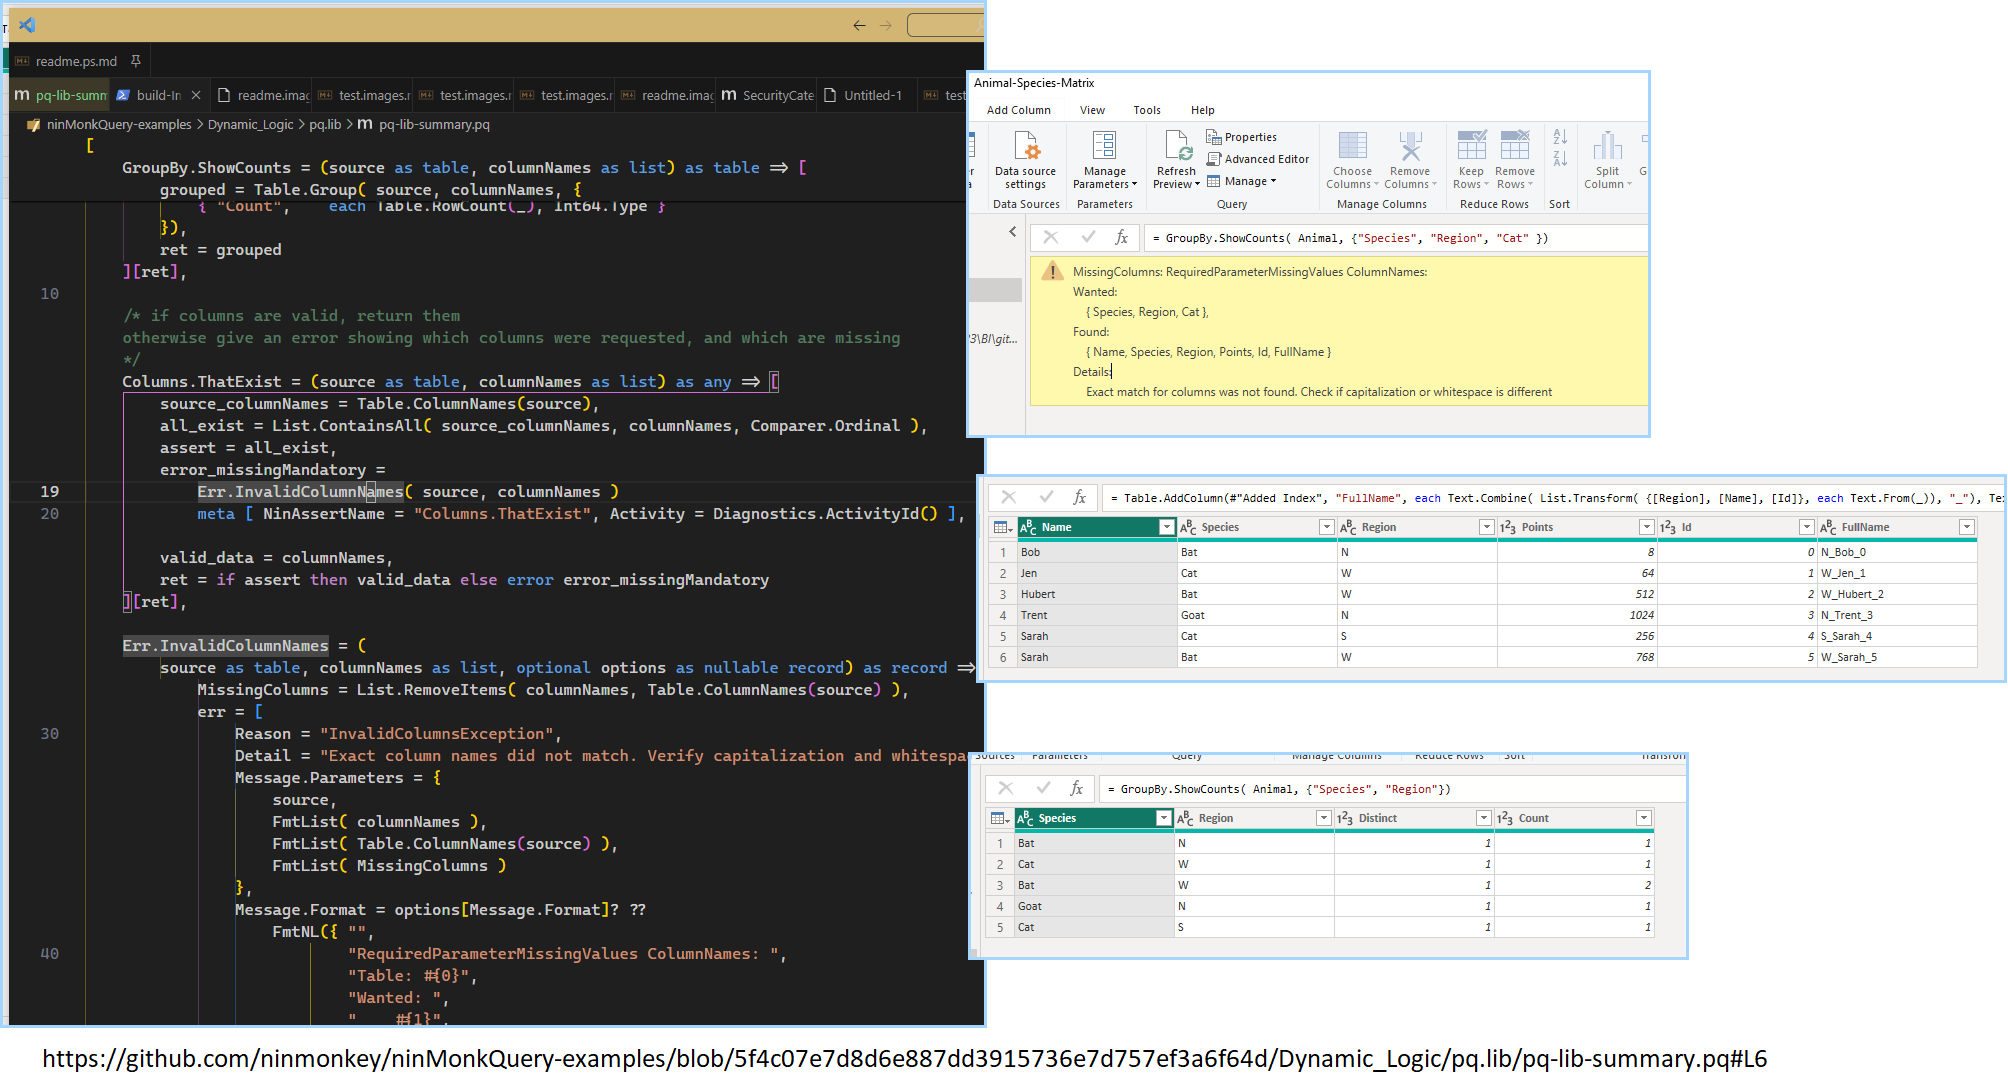 readme.ps.md
pq-lib-summ
build-In
readme.imag
test.images.r
test.images.r
test.images.r
readme.imag
SecurityCate
Untitled-1
test
ninMonkQuery-examples > Dynamic_Logic > pq.lib > pq-lib-summary.pq
[
GroupBy.ShowCounts = (source as table, columnNames as list) as table => [
grouped = Table.Group( source, columnNames, {
{ "Count", each Table.RowCount(_), Int64.Type }
}),
ret = grouped
][ret],
10
/* if columns are valid, return them
otherwise give an error showing which columns were requested, and which are missing
*/
Columns.ThatExist = (source as table, columnNames as list) as any => [
source_columnNames = Table.ColumnNames(source),
all_exist = List.ContainsAll( source_columnNames, columnNames, Comparer.Ordinal ),
assert = all_exist,
error_missingMandatory =
19 Err.InvalidColumnNames( source, columnNames )
20 meta [ NinAssertName = "Columns.ThatExist", Activity = Diagnostics.ActivityId() ],
valid_data = columnNames,
ret = if assert then valid_data else error error_missingMandatory
][ret],
Err.InvalidColumnNames = (
source as table, columnNames as list, optional options as nullable record) as record =>
MissingColumns = List.RemoveItems( columnNames, Table.ColumnNames(source) ),
err = [
30 Reason = "InvalidColumnsException",
Detail = "Exact column names did not match. Verify capitalization and whitespa
Message.Parameters = {
source,
FmtList( columnNames ),
FmtList( Table.ColumnNames(source) ),
FmtList( MissingColumns )
},
Message.Format = options[Message.Format]? ??
FmtNL({ "",
40 "RequiredParameterMissingValues ColumnNames: ",
"Table: #{0}",
"Wanted: ",
" #{1}",
Animal-Species-Matrix
Add Column View Tools Help
Data source settings
Manage Parameters
Refresh Preview
Properties
Advanced Editor
Manage
Choose Columns
Remove Columns
Keep Rows
Remove Rows
Split Column
Data Sources Parameters Query Manage Columns Reduce Rows Sort
= GroupBy.ShowCounts( Animal, {"Species", "Region", "Cat" })
MissingColumns: RequiredParameterMissingValues ColumnNames:
Wanted:
{ Species, Region, Cat },
Found:
{ Name, Species, Region, Points, Id, FullName }
Details:
Exact match for columns was not found. Check if capitalization or whitespace is different
3\BI\git...
= Table.AddColumn(#"Added Index", "FullName", each Text.Combine( List.Transform( {[Region], [Name], [Id]}, each Text.From(_)), "_"), Te
Name Species Region Points Id FullName
1 Bob Bat N 8 0 N_Bob_0
2 Jen Cat W 64 1 W_Jen_1
3 Hubert Bat W 512 2 W_Hubert_2
4 Trent Goat N 1024 3 N_Trent_3
5 Sarah Cat S 256 4 S_Sarah_4
6 Sarah Bat W 768 5 W_Sarah_5
Sources Parameters Query Manage Columns Reduce Rows Sort Transfor
= GroupBy.ShowCounts( Animal, {"Species", "Region"})
Species Region Distinct Count
1 Bat N 1 1
2 Cat W 1 1
3 Bat W 1 2
4 Goat N 1 1
5 Cat S 1 1
https://github.com/ninmonkey/ninMonkQuery-examples/blob/5f4c07e7d8d6e887dd3915736e7d757ef3a6f64d/Dynamic_Logic/pq.lib/pq-lib-summary.pq#L6